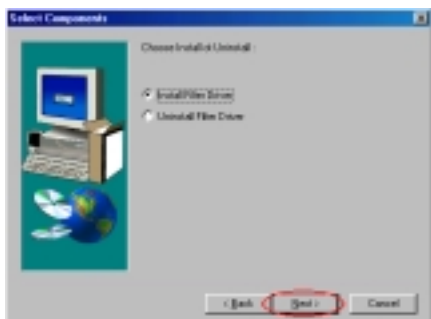 Select Components
Choose Install or Uninstall :
Install Filter Driver
Uninstall Filter Driver
< Back
Next >
Cancel